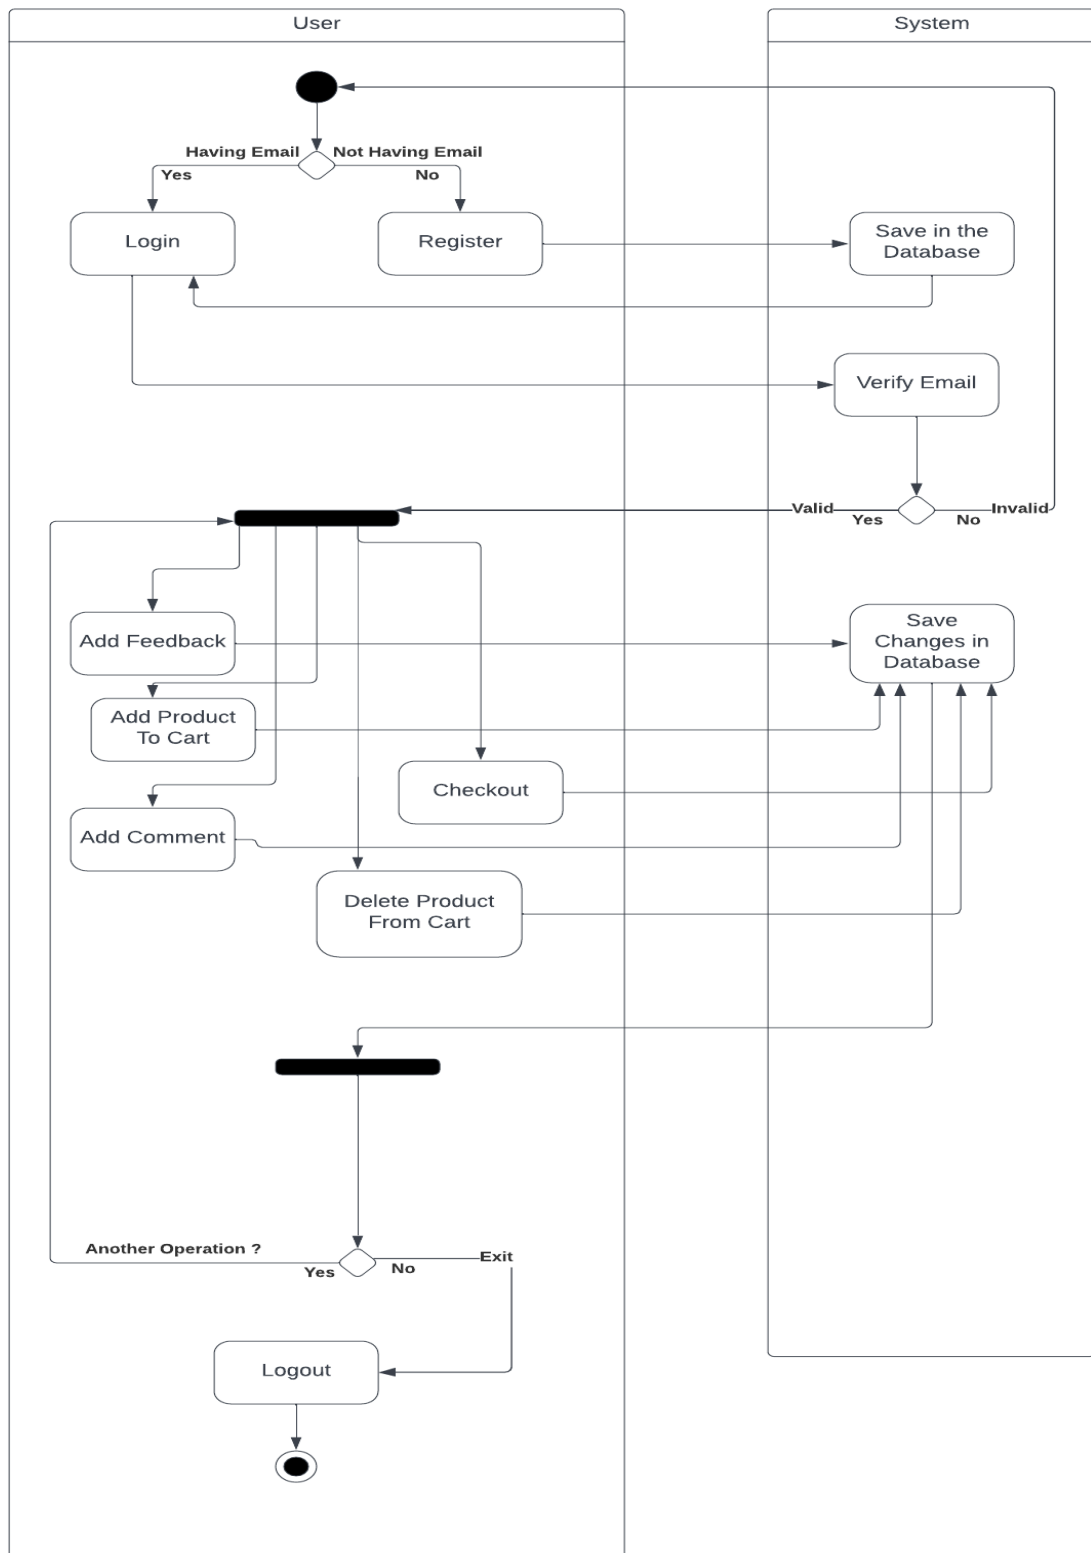 User
System
Having Email
Not Having Email
Yes
No
Login
Register
Save in the
Database
Verify Email
Valid
Yes
No
Invalid
Add Feedback
Save
Changes in
Database
Add Product
To Cart
Checkout
Add Comment
Delete Product
From Cart
Another Operation ?
Yes
No
Exit
Logout